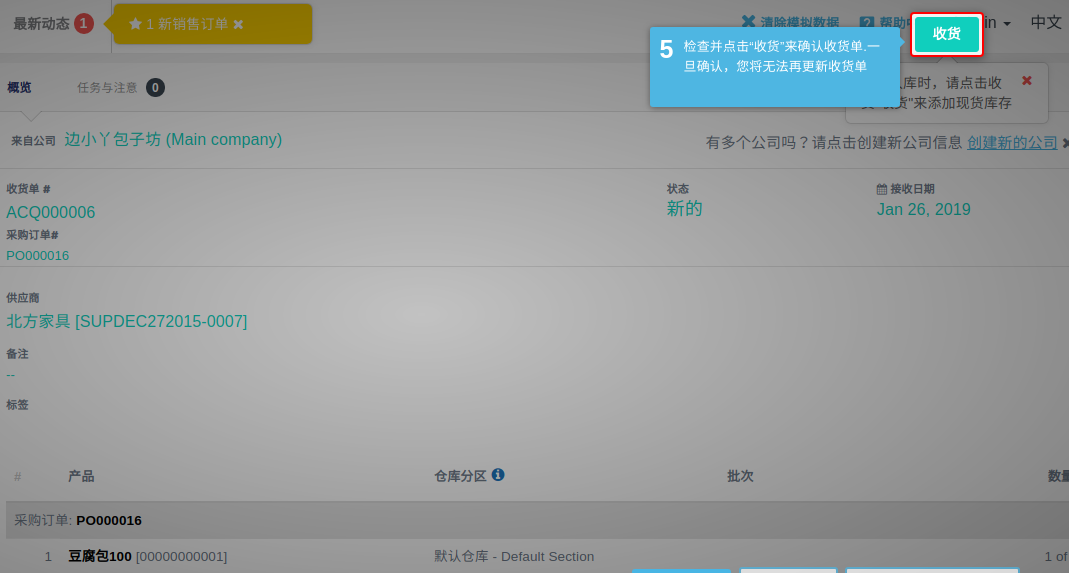 最新动态 1
1 新销售订单
清除模拟数据
中文
收货
5 检查并点击“收货”来确认收货单.一
旦确认，您将无法再更新收货单
库时，请点击收
货"来添加现货库存
概览 任务与注意 0
来自公司 边小丫包子坊 (Main company)
有多个公司吗？请点击创建新公司信息 创建新的公司
收货单 #
ACQ000006
状态
新的
接收日期
Jan 26, 2019
采购订单#
PO000016
供应商
北方家具 [SUPDEC272015-0007]
备注
--
标签
# 产品 仓库分区 批次 数量
采购订单: PO000016
1 豆腐包100 [00000000001] 默认仓库 - Default Section 1 of